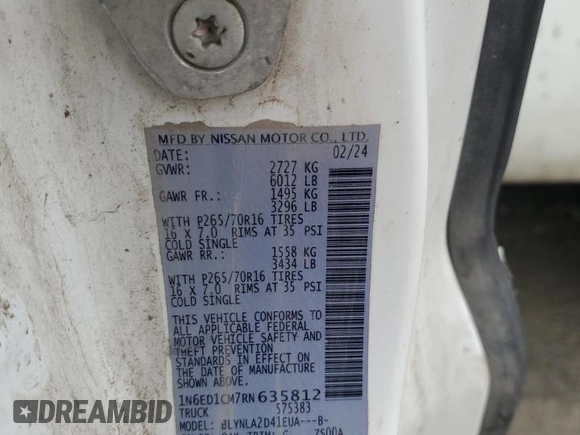 MFD BY NISSAN MOTOR CO., LTD.
DATE: 02/24
GVWR: 2727 KG
6012 LB
GAWR FR.: 1495 KG
3296 LB
WITH P265/70R16 TIRES
16 X 7.0 RIMS AT 35 PSI
COLD SINGLE
GAWR RR.: 1558 KG
3434 LB
WITH P265/70R16 TIRES
16 X 7.0 RIMS AT 35 PSI
COLD SINGLE
THIS VEHICLE CONFORMS TO
ALL APPLICABLE FEDERAL
MOTOR VEHICLE SAFETY AND
THEFT PREVENTION
STANDARDS IN EFFECT ON
THE DATE OF MANUFACTURE
SHOWN ABOVE.
1N6ED1CM7RN635812
TRUCK 575383
MODEL: BLYNLA2D41EUA---B-
TRIM: G
BIDHISTORY.ORG